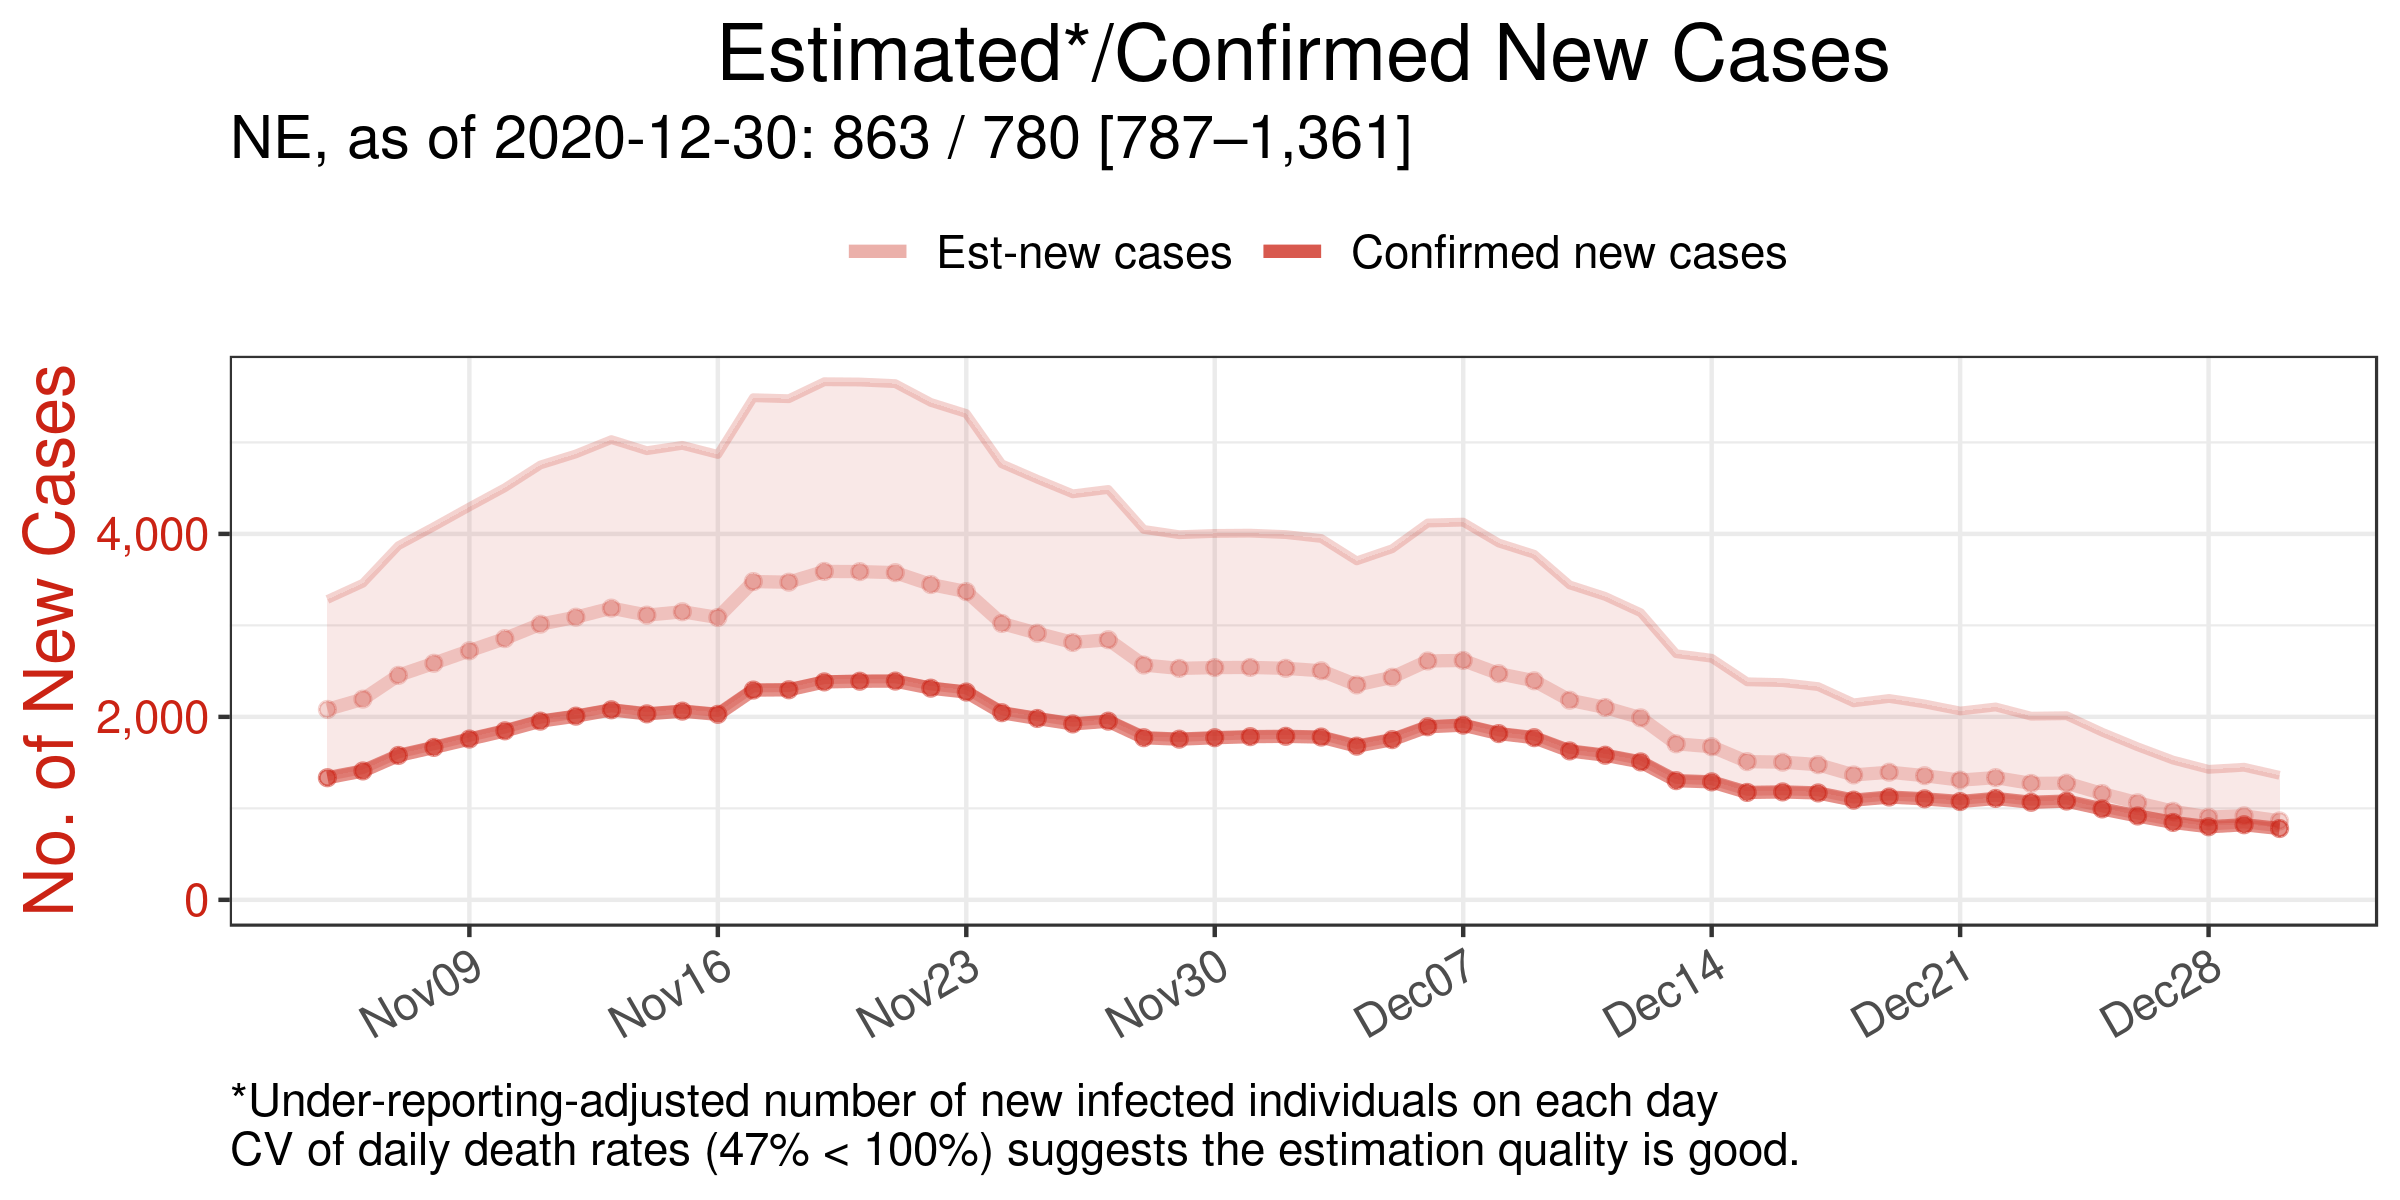 Estimated*/Confirmed New Cases
NE, as of 2020-12-30: 863 / 780 [787–1,361]
Est-new cases
Confirmed new cases
No. of New Cases
4,000
2,000
0
Nov09
Nov16
Nov23
Nov30
Dec07
Dec14
Dec21
Dec28
*Under-reporting-adjusted number of new infected individuals on each day
CV of daily death rates (47% < 100%) suggests the estimation quality is good.